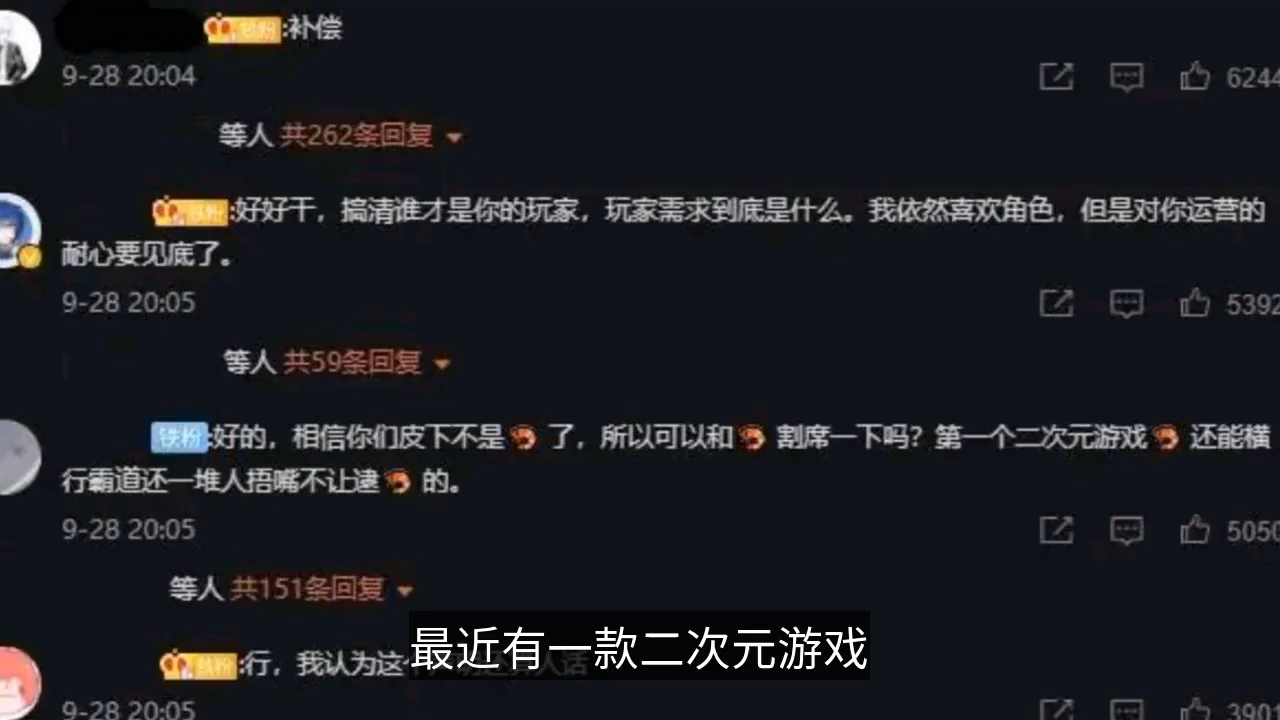 铁粉:补偿
9-28 20:04
6244
等人 共262条回复
铁粉:好好干，搞清谁才是你的玩家，玩家需求到底是什么。我依然喜欢角色，但是对你运营的
耐心要见底了。
9-28 20:05
5392
等人 共59条回复
铁粉:好的，相信你们皮下不是🦐 了，所以可以和🦐 割席一下吗？第一个二次元游戏🦐 还能横
行霸道还一堆人捂嘴不让逮🦐 的。
9-28 20:05
5050
等人 共151条回复
铁粉:行，我认为这
最近有一款二次元游戏
9-28 20:05
3901